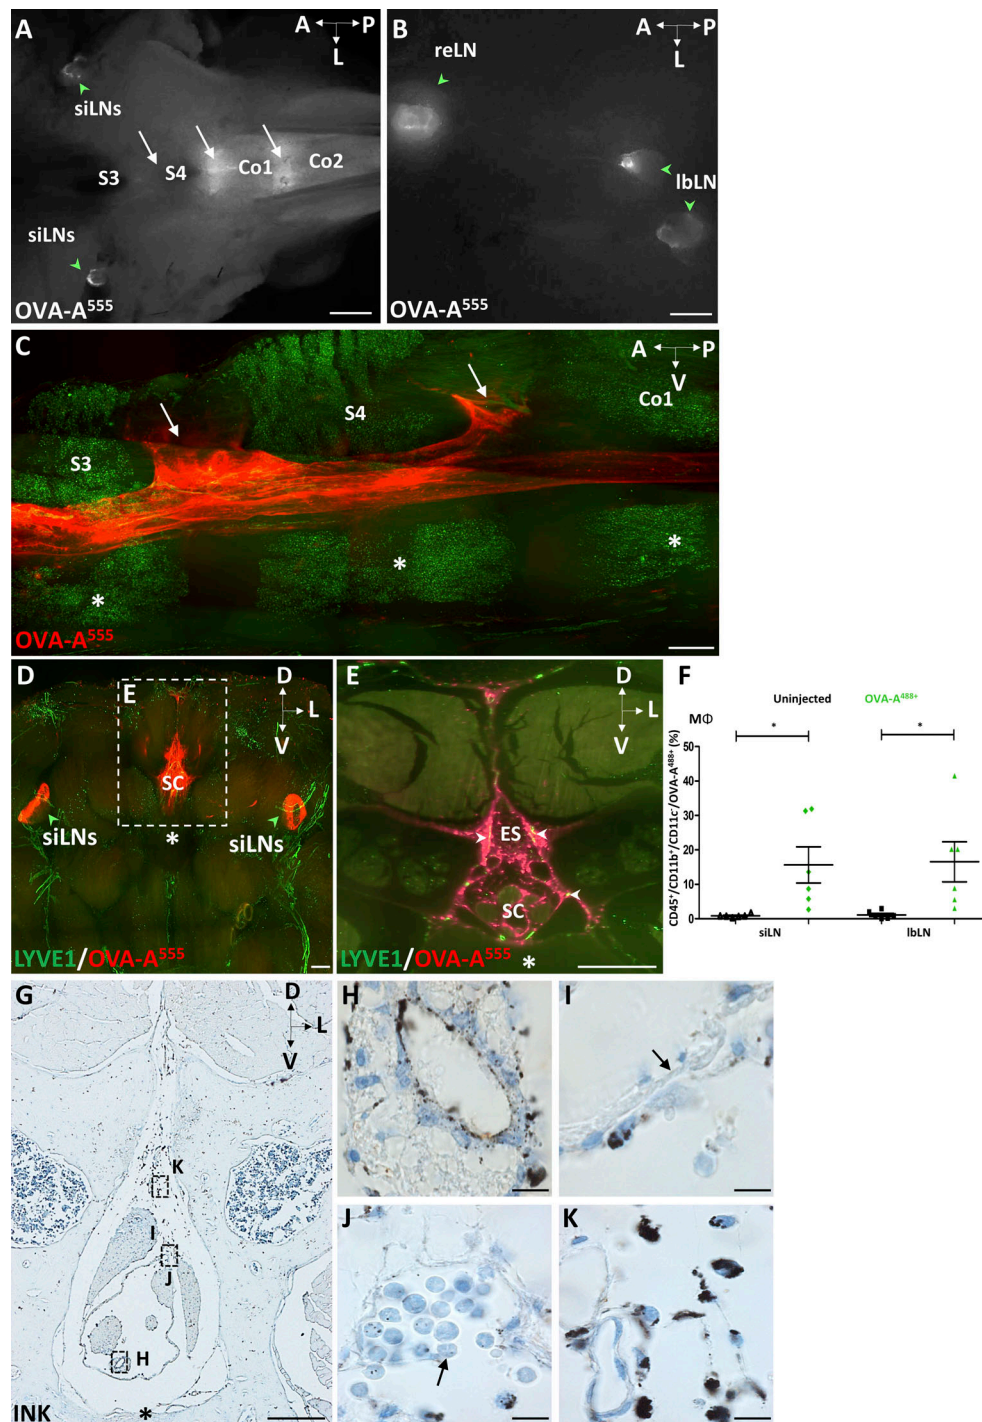 A
A P
L
siLNs
S3
S4
Co1
Co2
siLNs
OVA-A555
B
A P
L
reLN
lbLN
OVA-A555
C
A P
V
S4
Co1
S3
*
*
*
OVA-A555
D
E
D
L
V
SC
siLNs
*
siLNs
LYVE1/OVA-A555
E
D
L
V
ES
SC
LYVE1/OVA-A555
*
F
Uninjected OVA-A488+
MΦ
* *
CD45+/CD11b+/CD11c-/OVA-A488+ (%)
50
40
30
20
10
0
siLN lbLN
G
D
L
V
K
I
J
H
INK
*
H
I
J
K